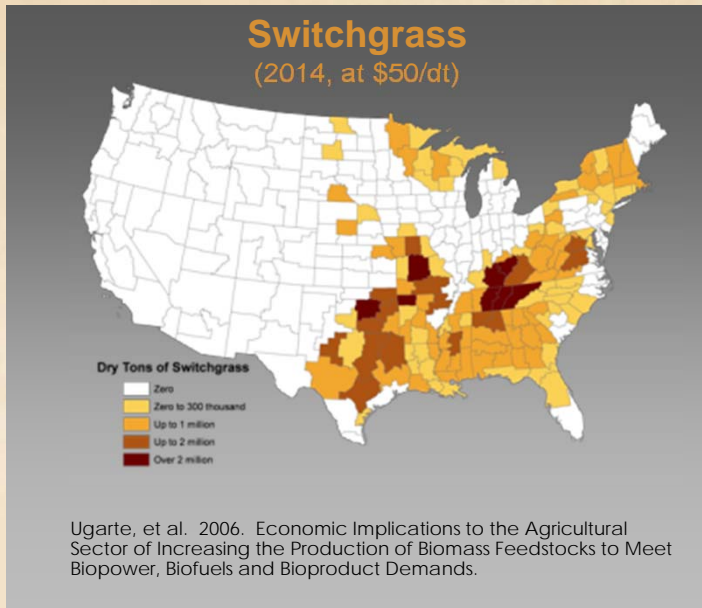 Switchgrass
(2014, at $50/dt)
Dry Tons of Switchgrass
Zero
Zero to 300 thousand
Up to 1 million
Up to 2 million
Over 2 million
Ugarte, et al. 2006. Economic Implications to the Agricultural
Sector of Increasing the Production of Biomass Feedstocks to Meet
Biopower, Biofuels and Bioproduct Demands.